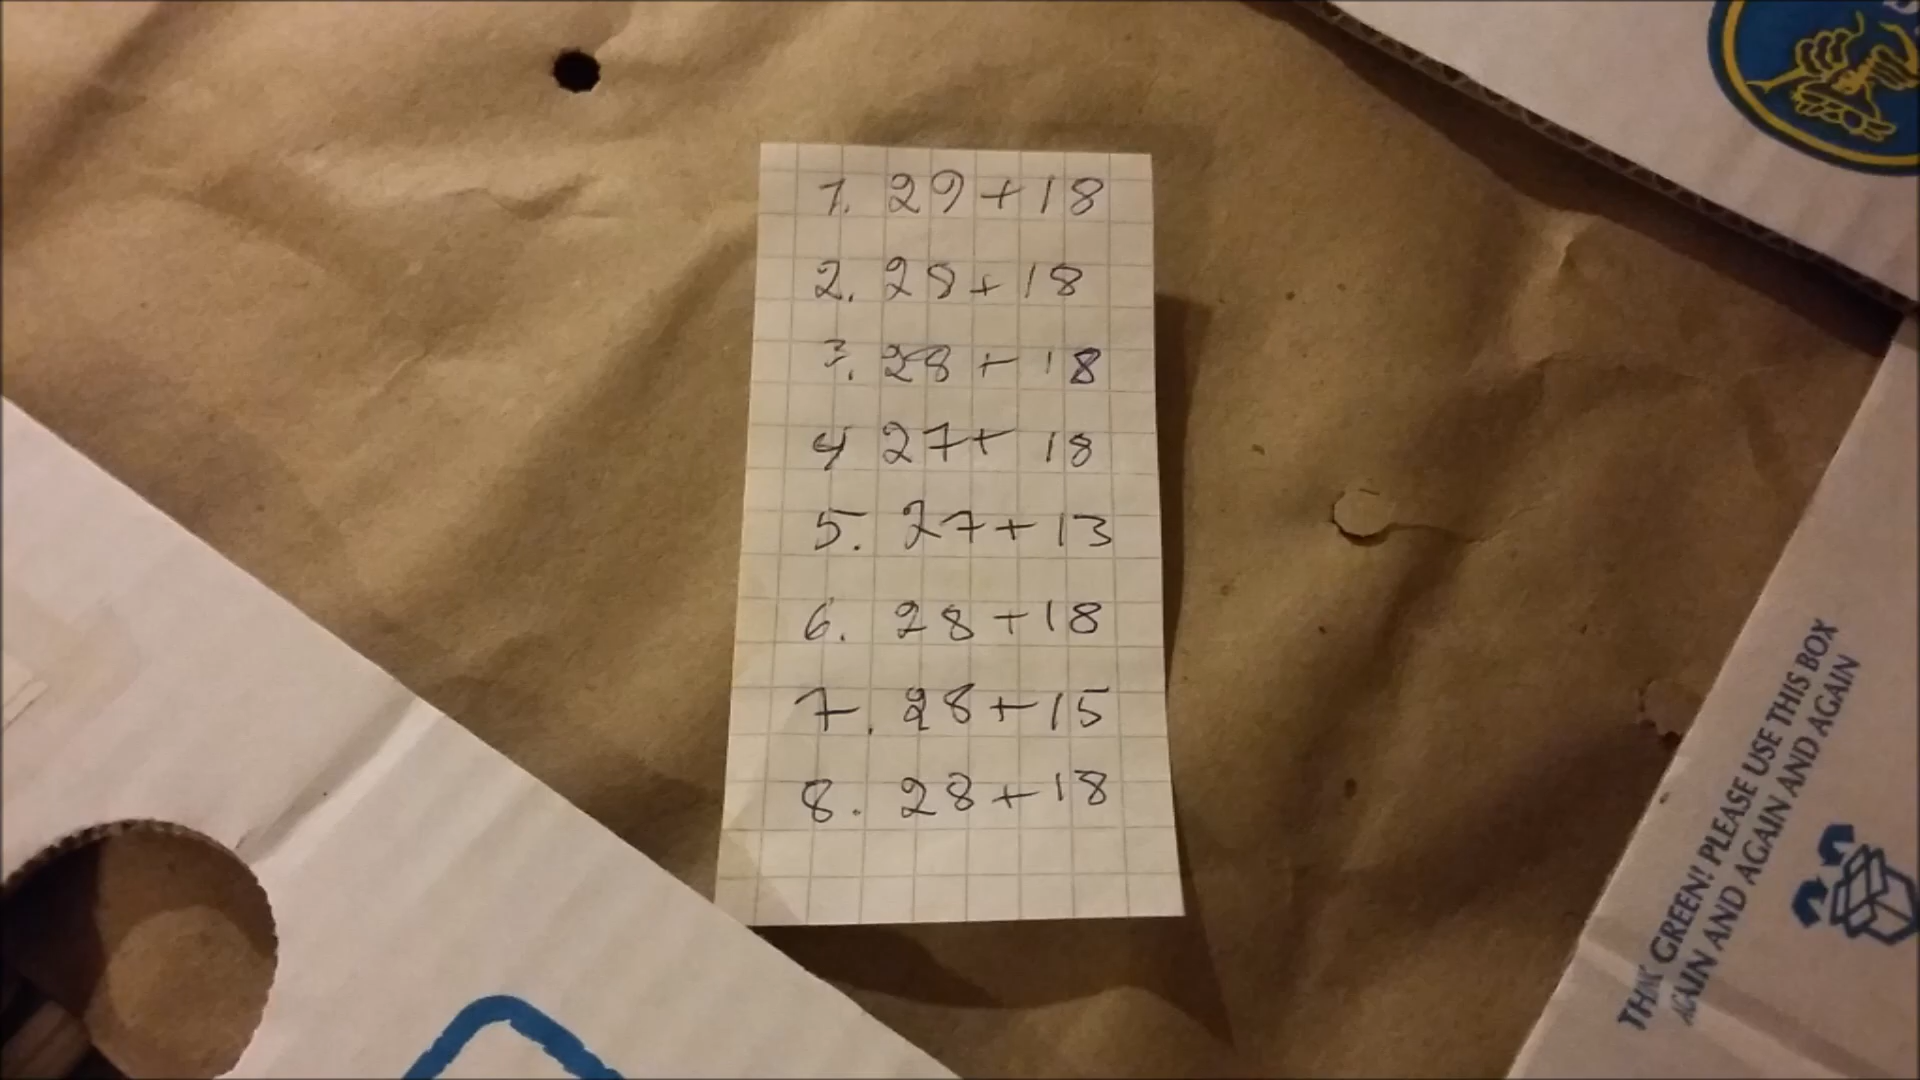 1. 29+18
2. 28+18
3. 28+18
4 27+ 18
5. 27+13
6. 28+18
7. 28+15
8. 28+18
THINK GREEN! PLEASE USE THIS BOX
AGAIN AND AGAIN AND AGAIN